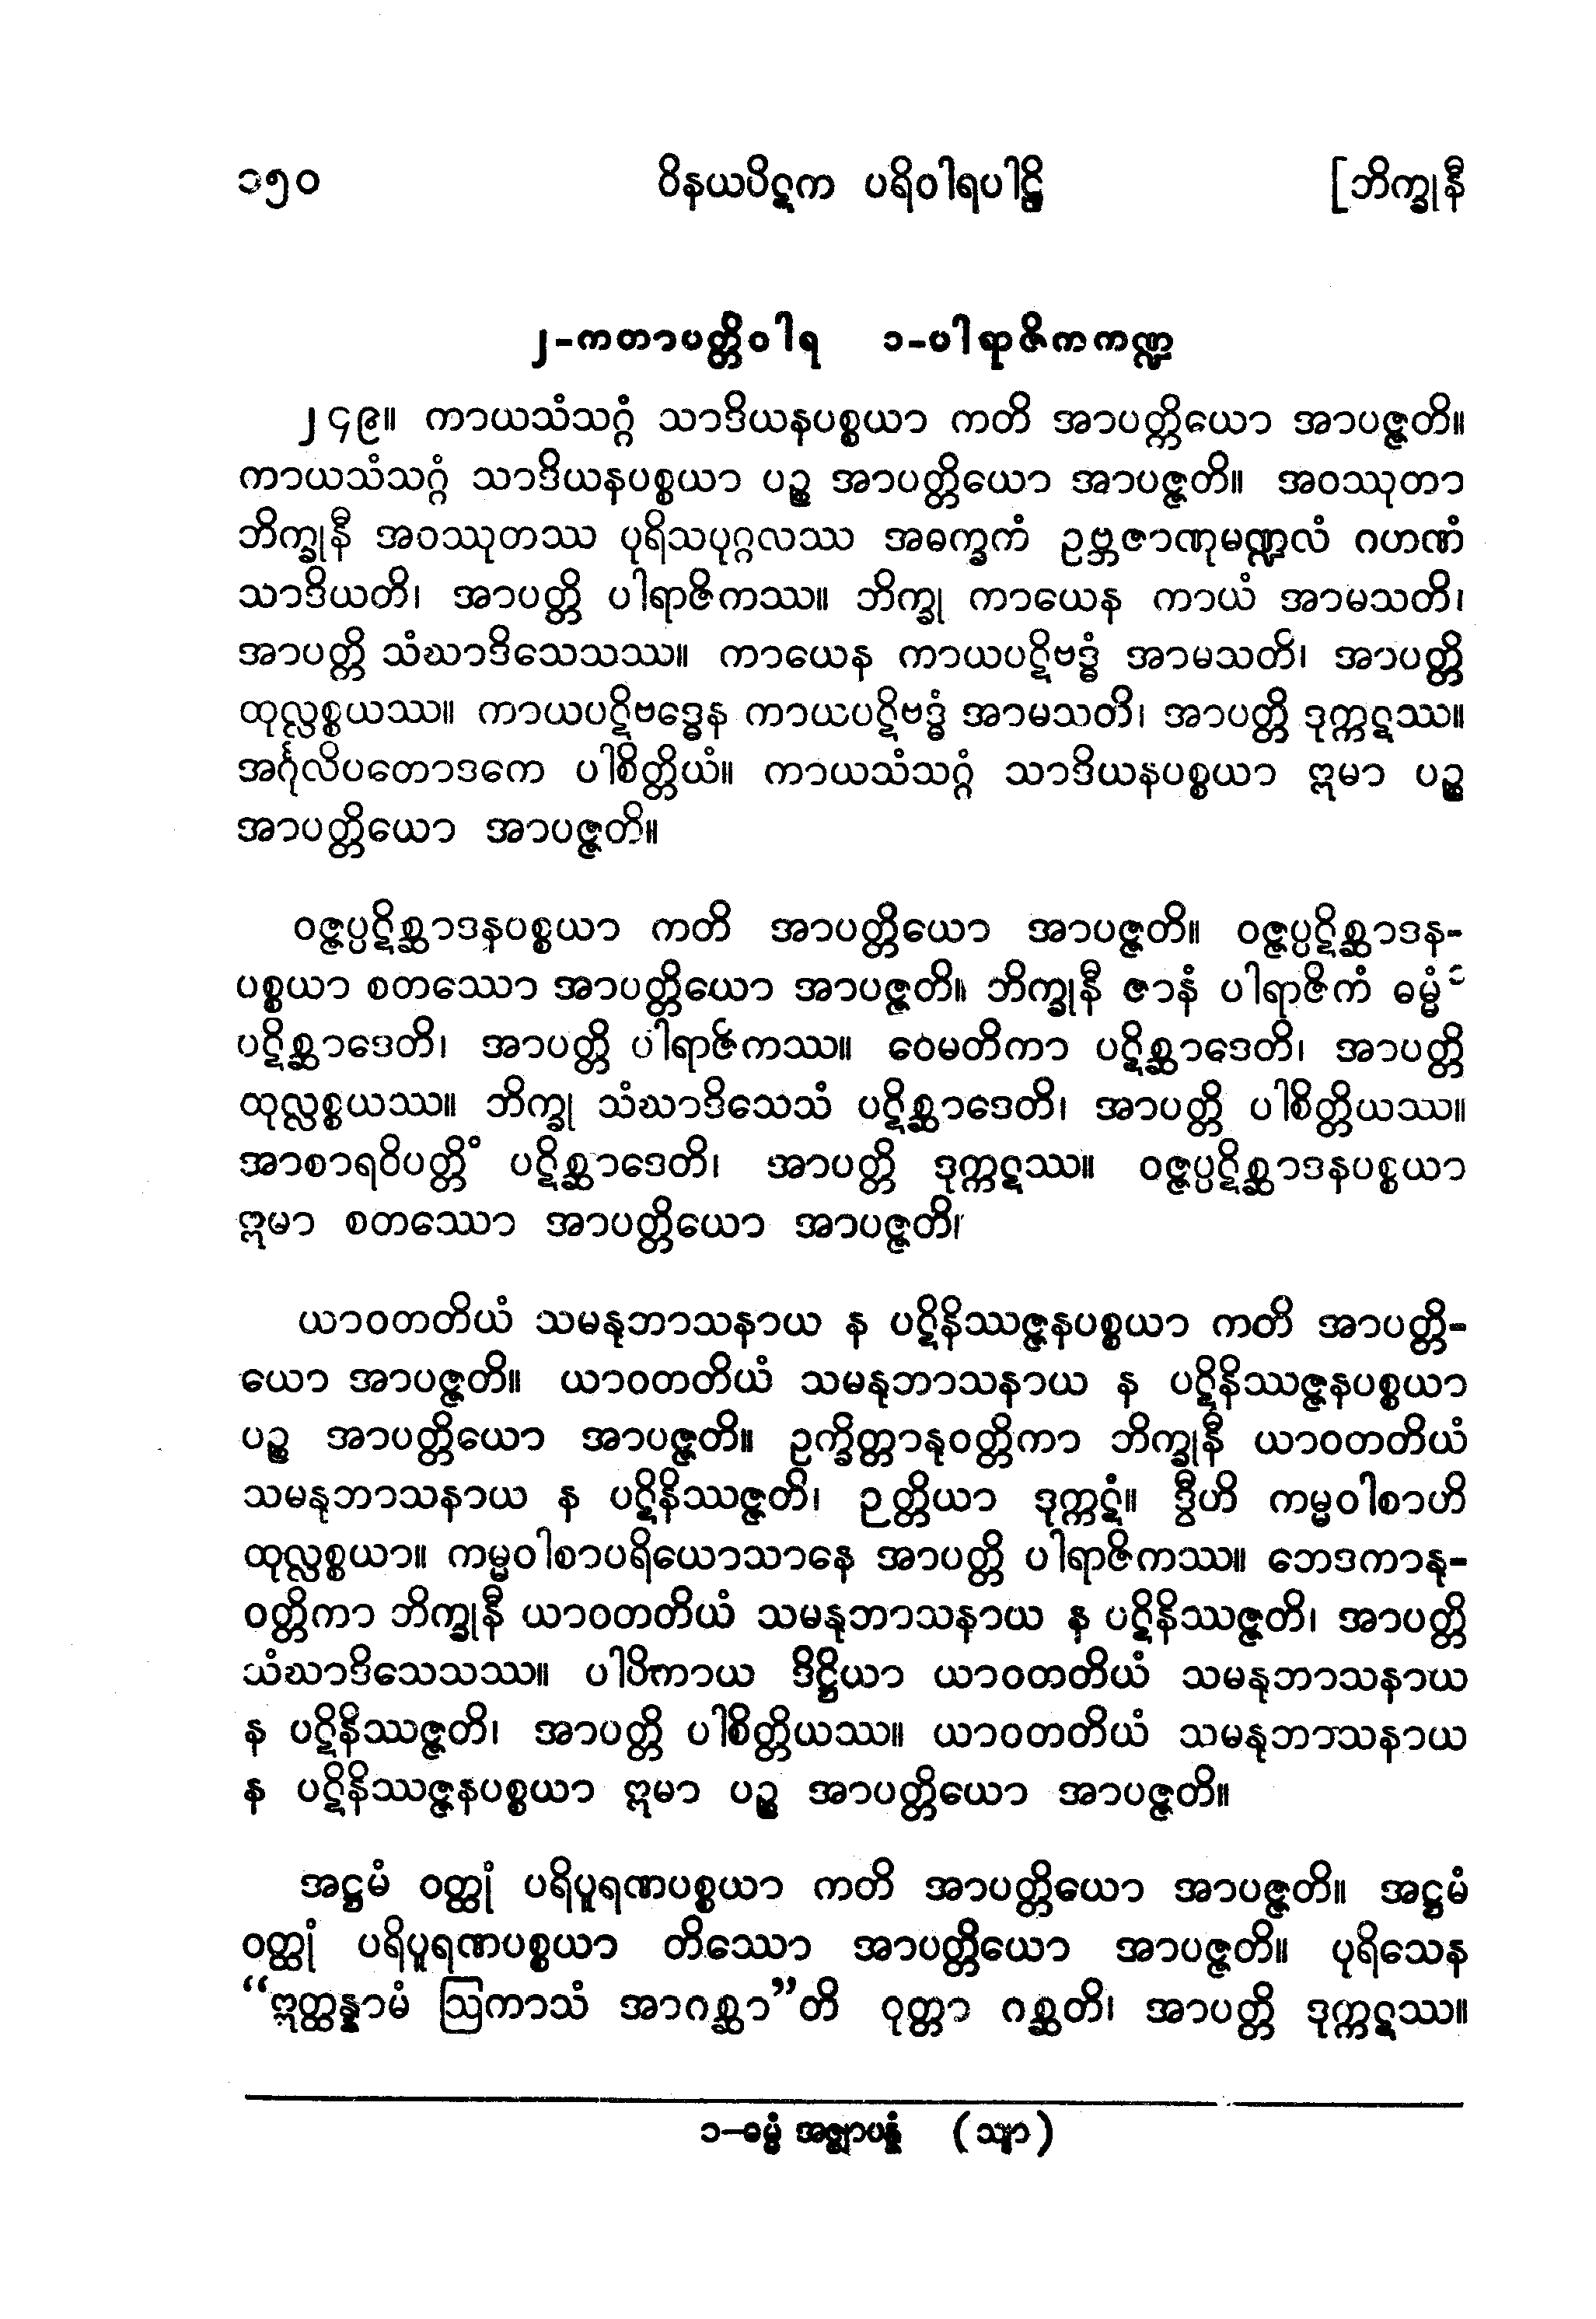 ၁၅၀ ဝိနယပိဋက ပရိဝါရပါဠိ [ဘိက္ခုနီ
၂-ကတာပတ္တိဝါရ ၁-ပါရာဇိကကဏ္ဍ
၂၄၉။ ကာယသံသဂ္ဂံ သာဒိယနပစ္စယာ ကတိ အာပတ္တိယော အာပဇ္ဇတိ။
ကာယသံသဂ္ဂံ သာဒိယနပစ္စယာ ပဉ္စ အာပတ္တိယော အာပဇ္ဇတိ။ အဝဿုတာ
ဘိက္ခုနီ အဝဿုတဿ ပုရိသပုဂ္ဂလဿ အဓက္ခကံ ဥဗ္ဘဇာဏုမဏ္ဍလံ ဂဟဏံ
သာဒိယတိ၊ အာပတ္တိ ပါရာဇိကဿ။ ဘိက္ခု ကာယေန ကာယံ အာမသတိ၊
အာပတ္တိ သံဃာဒိသေသဿ။ ကာယေန ကာယပဋိဗဒ္ဓံ အာမသတိ၊ အာပတ္တိ
ထုလ္လစ္စယဿ။ ကာယပဋိဗဒ္ဓေန ကာယပဋိဗဒ္ဓံ အာမသတိ၊ အာပတ္တိ ဒုက္ကဋဿ။
အင်္ဂုလိပတောဒကေ ပါစိတ္တိယံ။ ကာယသံသဂ္ဂံ သာဒိယနပစ္စယာ ဣမာ ပဉ္စ
အာပတ္တိယော အာပဇ္ဇတိ။
ဝဇ္ဇပ္ပဋိစ္ဆာဒနပစ္စယာ ကတိ အာပတ္တိယော အာပဇ္ဇတိ။ ဝဇ္ဇပ္ပဋိစ္ဆာဒန-
ပစ္စယာ စတဿော အာပတ္တိယော အာပဇ္ဇတိ။ ဘိက္ခုနီ ဇာနံ ပါရာဇိကံ ဓမ္မံ ၁
ပဋိစ္ဆာဒေတိ၊ အာပတ္တိ ပါရာဇိကဿ။ ဝေမတိကာ ပဋိစ္ဆာဒေတိ၊ အာပတ္တိ
ထုလ္လစ္စယဿ။ ဘိက္ခု သံဃာဒိသေသံ ပဋိစ္ဆာဒေတိ၊ အာပတ္တိ ပါစိတ္တိယဿ။
အာစာရဝိပတ္တိံ ပဋိစ္ဆာဒေတိ၊ အာပတ္တိ ဒုက္ကဋဿ။ ဝဇ္ဇပ္ပဋိစ္ဆာဒနပစ္စယာ
ဣမာ စတဿော အာပတ္တိယော အာပဇ္ဇတိ၊
ယာဝတတိယံ သမနုဘာသနာယ န ပဋိနိဿဇ္ဇနပစ္စယာ ကတိ အာပတ္တိ-
ယော အာပဇ္ဇတိ။ ယာဝတတိယံ သမနုဘာသနာယ န ပဋိနိဿဇ္ဇနပစ္စယာ
ပဉ္စ အာပတ္တိယော အာပဇ္ဇတိ။ ဥက္ခိတ္တာနုဝတ္တိကာ ဘိက္ခုနီ ယာဝတတိယံ
သမနုဘာသနာယ န ပဋိနိဿဇ္ဇတိ၊ ဉတ္တိယာ ဒုက္ကဋံ။ ဒွီဟိ ကမ္မဝါစာဟိ
ထုလ္လစ္စယာ။ ကမ္မဝါစာပရိယောသာနေ အာပတ္တိ ပါရာဇိကဿ။ ဘေဒကာနု-
ဝတ္တိကာ ဘိက္ခုနီ ယာဝတတိယံ သမနုဘာသနာယ န ပဋိနိဿဇ္ဇတိ၊ အာပတ္တိ
သံဃာဒိသေသဿ။ ပါပိကာယ ဒိဋ္ဌိယာ ယာဝတတိယံ သမနုဘာသနာယ
န ပဋိနိဿဇ္ဇတိ၊ အာပတ္တိ ပါစိတ္တိယဿ။ ယာဝတတိယံ သမနုဘာသနာယ
န ပဋိနိဿဇ္ဇနပစ္စယာ ဣမာ ပဉ္စ အာပတ္တိယော အာပဇ္ဇတိ။
အဋ္ဌမံ ဝတ္ထုံ ပရိပူရဏပစ္စယာ ကတိ အာပတ္တိယော အာပဇ္ဇတိ။ အဋ္ဌမံ
ဝတ္ထုံ ပရိပူရဏပစ္စယာ တိဿော အာပတ္တိယော အာပဇ္ဇတိ။ ပုရိသေန
“ဣတ္ထန္နာမံ ဩကာသံ အာဂစ္ဆာ”တိ ဝုတ္တာ ဂစ္ဆတိ၊ အာပတ္တိ ဒုက္ကဋဿ။
၁-ဓမ္မံ အဇ္ဈာပန္နံ (သျာ)